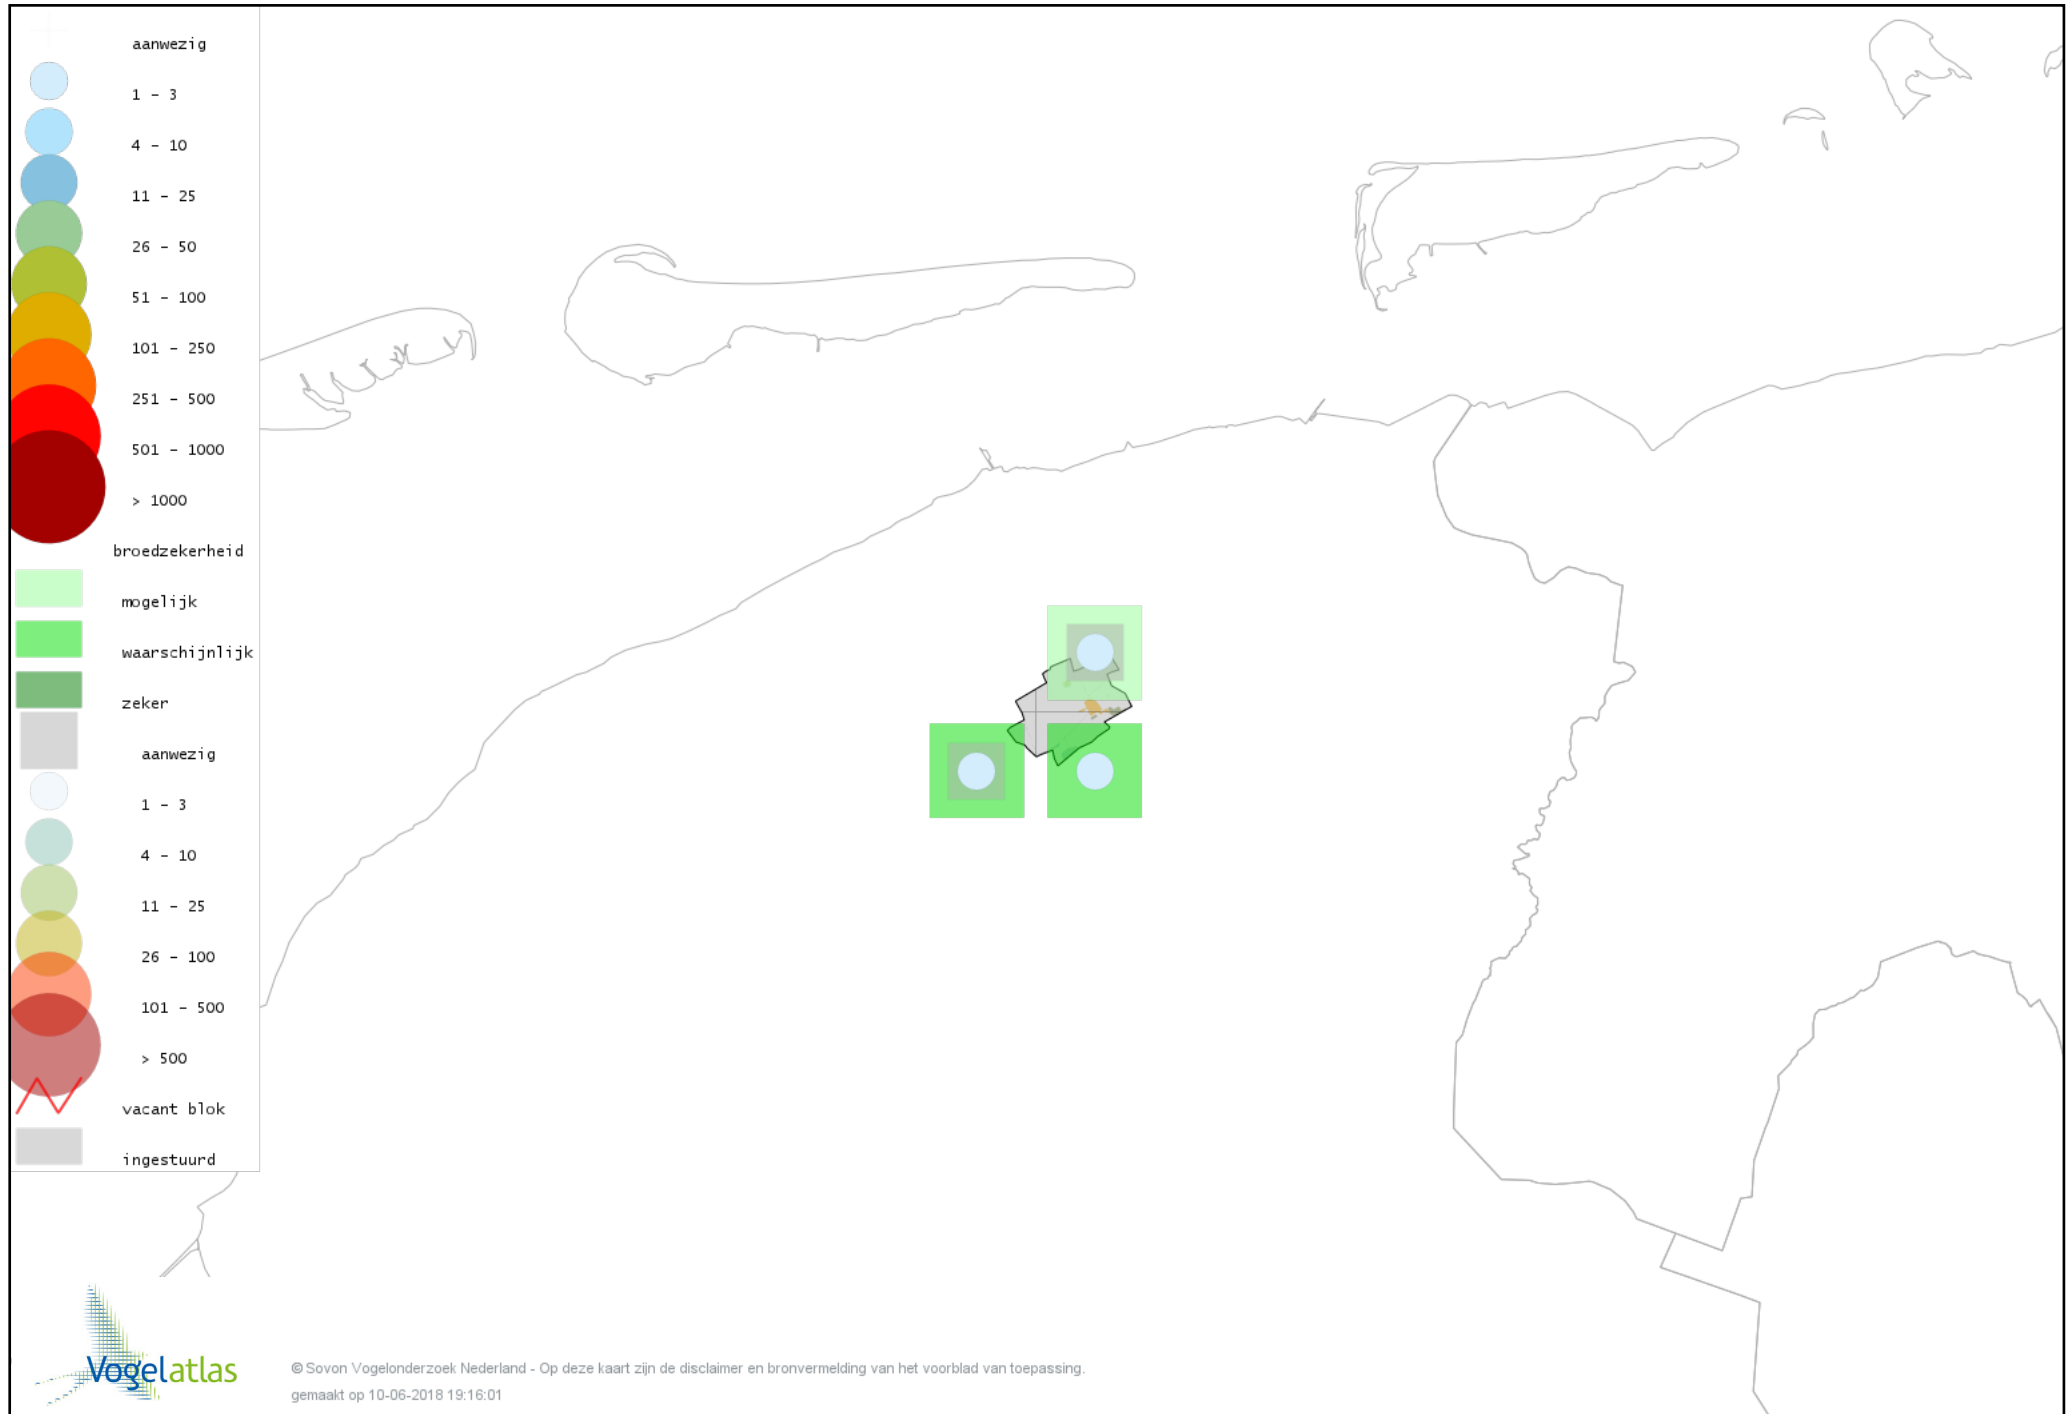 aanwezig
1 - 3
4 - 10
11 - 25
26 - 50
51 - 100
101 - 250
251 - 500
501 - 1000
> 1000
broedzekerheid
mogelijk
waarschijnlijk
zeker
aanwezig
1 - 3
4 - 10
11 - 25
26 - 100
101 - 500
> 500
vacant blok
ingestuurd
Vogelatlas
© Sovon Vogelonderzoek Nederland - Op deze kaart zijn de disclaimer en bronvermelding van het voorblad van toepassing.
gemaakt op 10-06-2018 19:16:01